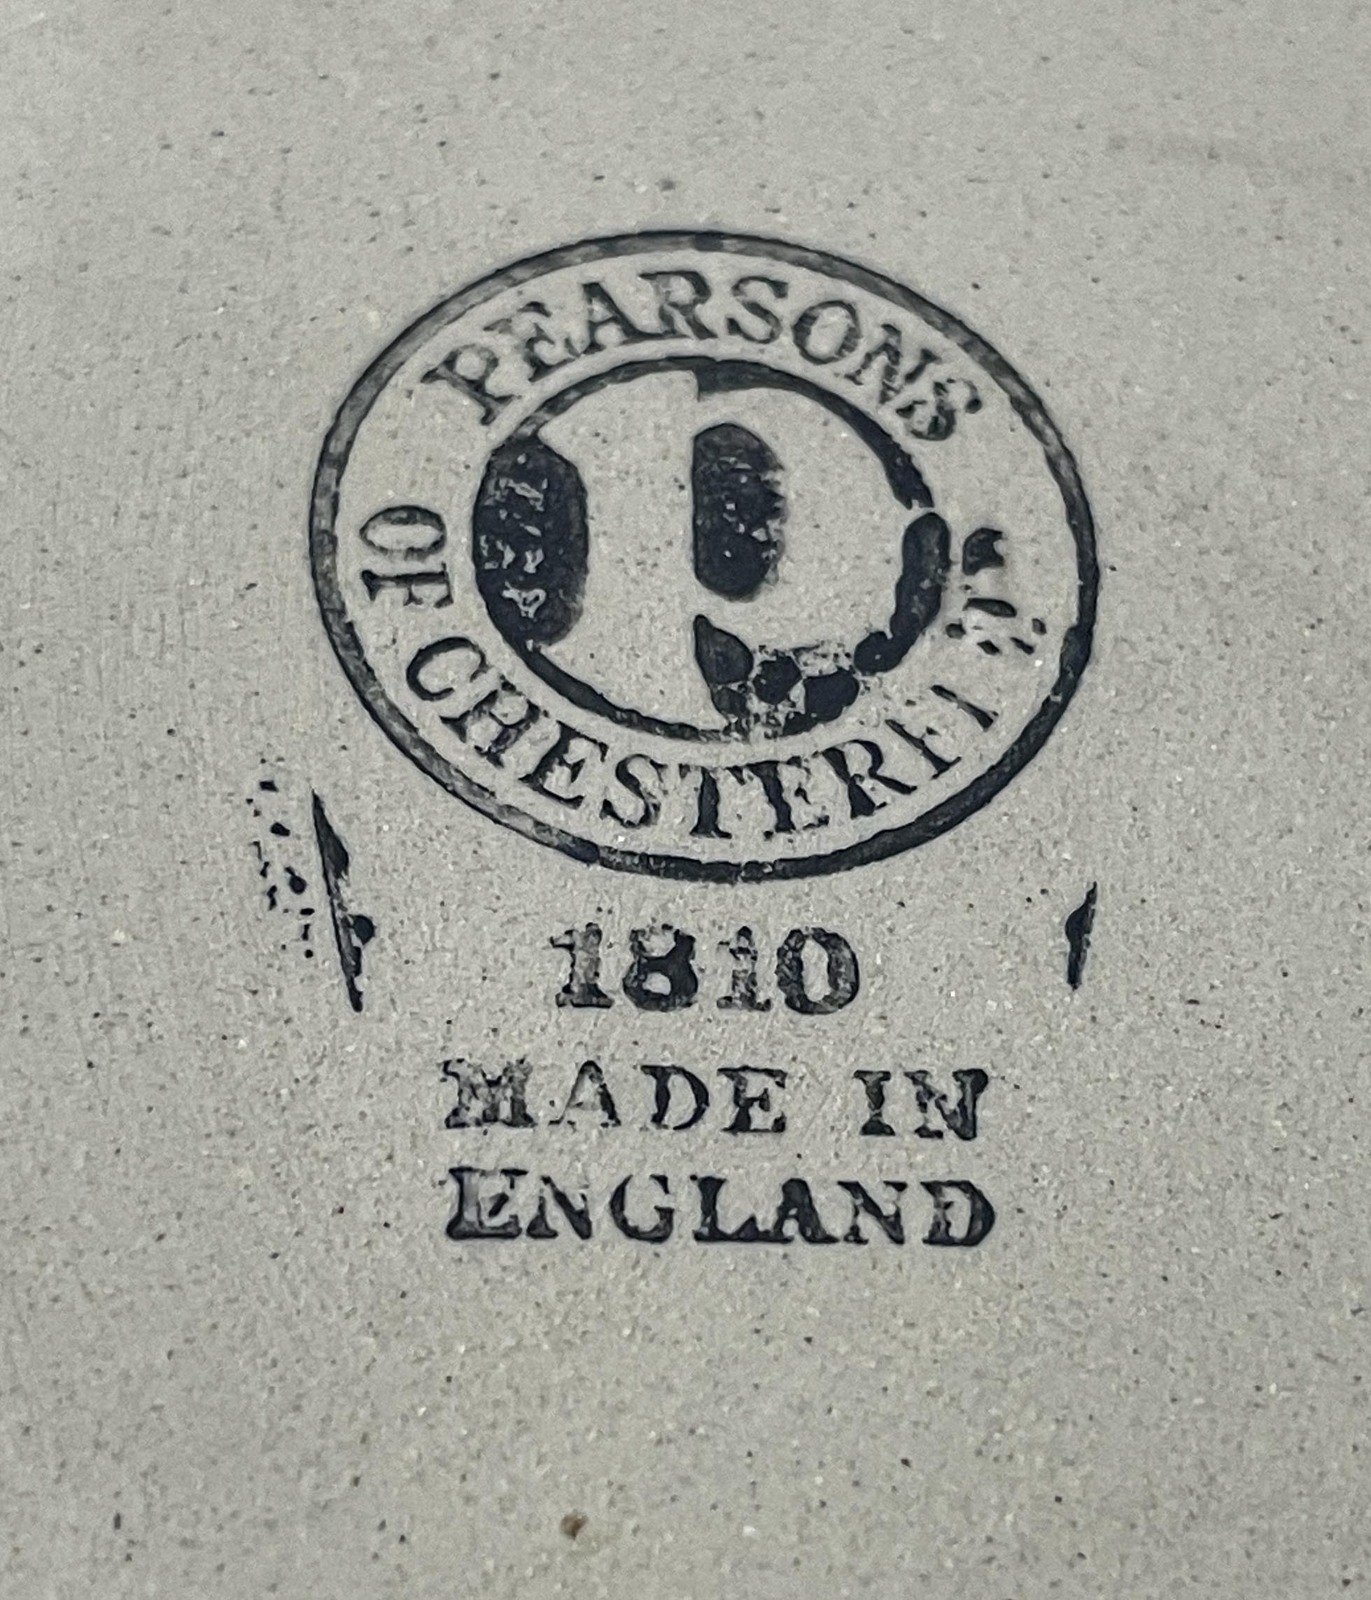 PEARSONS
P
OF CHESTERFIELD
1810
MADE IN
ENGLAND